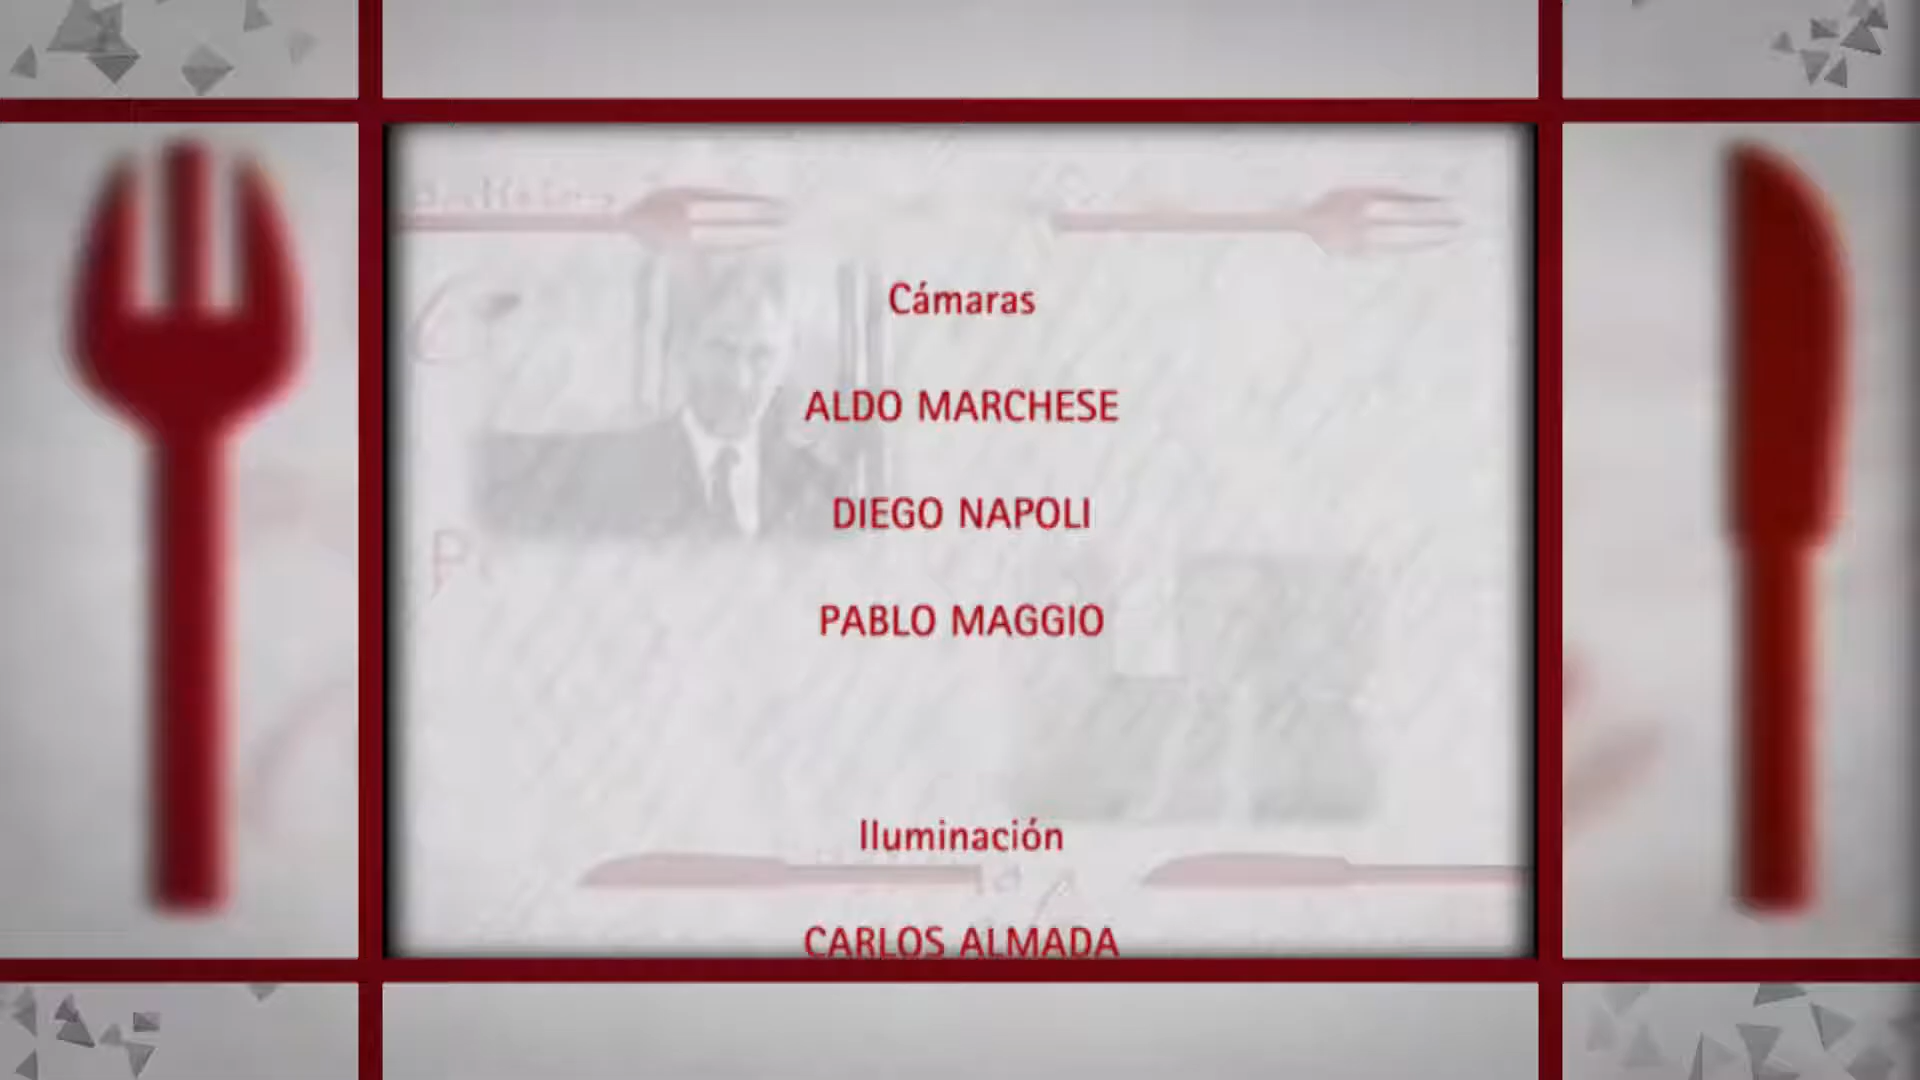 Cámaras
ALDO MARCHESE
DIEGO NAPOLI
PABLO MAGGIO
Iluminación
CARLOS ALMADA